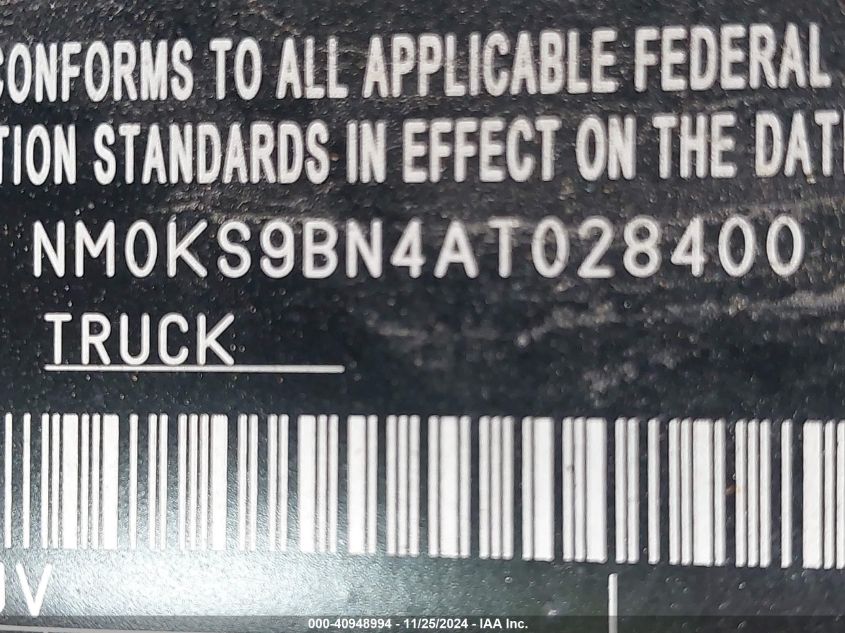 CONFORMS TO ALL APPLICABLE FEDERAL
TION STANDARDS IN EFFECT ON THE DAT
NM0KS9BN4AT028400
TRUCK
UV
000-40948994 - 11/25/2024 - IAA Inc.